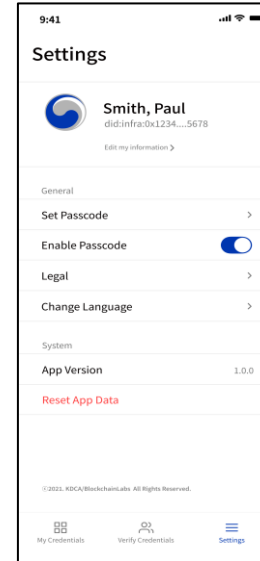 9:41
Settings
Smith, Paul
did:infra:0x1234....5678
Edit my information >
General
Set Passcode >
Enable Passcode
Legal >
Change Language >
System
App Version 1.0.0
Reset App Data
ⓒ2021. KDCA/BlockchainLabs All Rights Reserved.
My Credentials Verify Credentials Settings